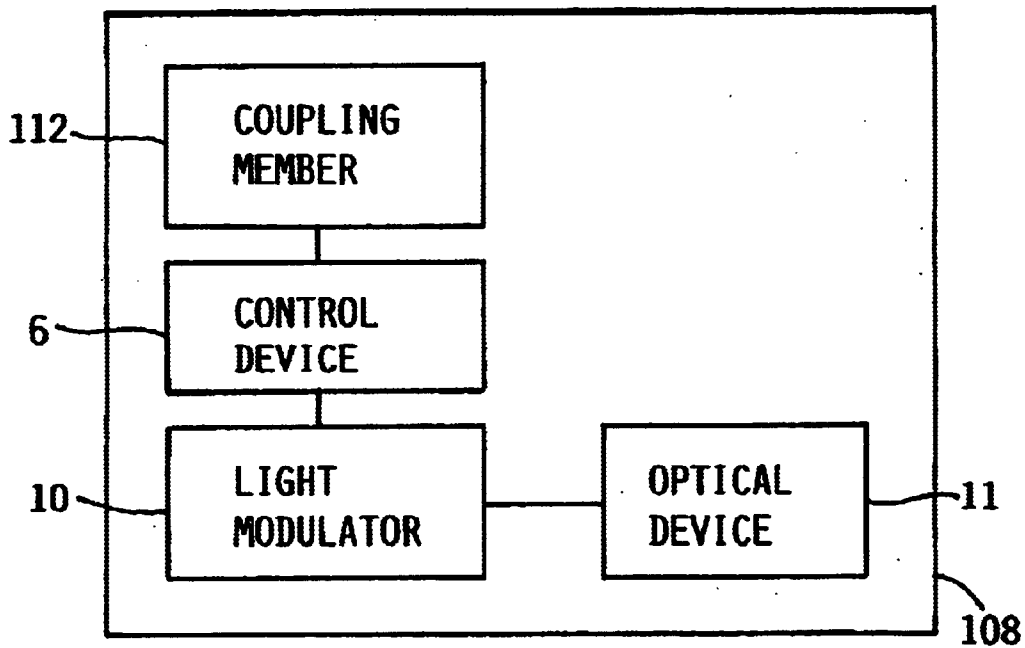 112
COUPLING
MEMBER
6
CONTROL
DEVICE
10
LIGHT
MODULATOR
OPTICAL
DEVICE
11
108